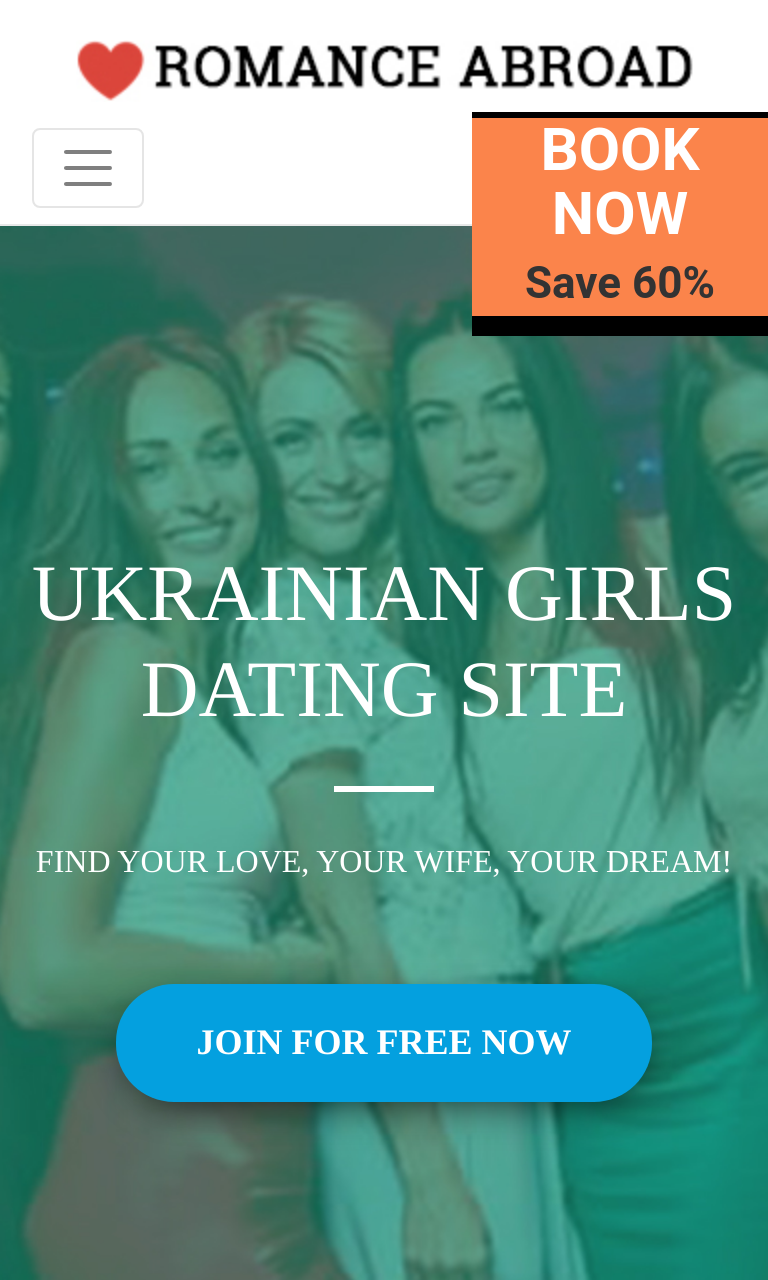 ROMANCE ABROAD
BOOK
NOW
Save 60%
UKRAINIAN GIRLS
DATING SITE
FIND YOUR LOVE, YOUR WIFE, YOUR DREAM!
JOIN FOR FREE NOW